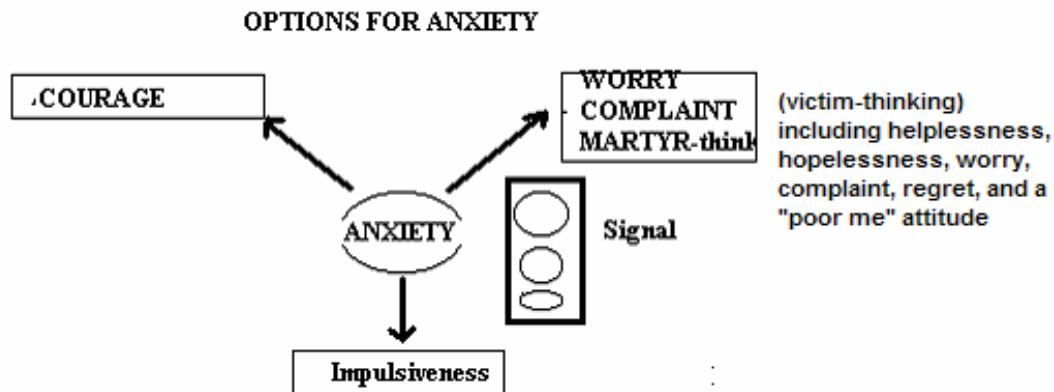 OPTIONS FOR ANXIETY
COURAGE
WORRY
COMPLAINT
MARTYR-think
(victim-thinking)
including helplessness,
hopelessness, worry,
complaint, regret, and a
"poor me" attitude
ANXIETY
Signal
Impulsiveness